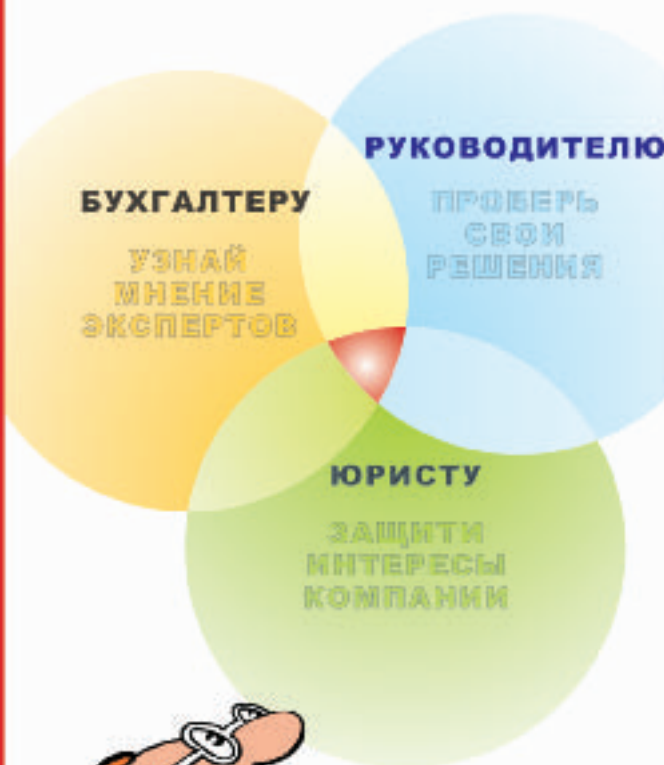 БУХГАЛТЕРУ
УЗНАЙ
МНЕНИЕ
ЭКСПЕРТОВ
РУКОВОДИТЕЛЮ
ПРОВЕРЬ
СВОИ
РЕШЕНИЯ
ЮРИСТУ
ЗАЩИТИ
ИНТЕРЕСЫ
КОМПАНИИ